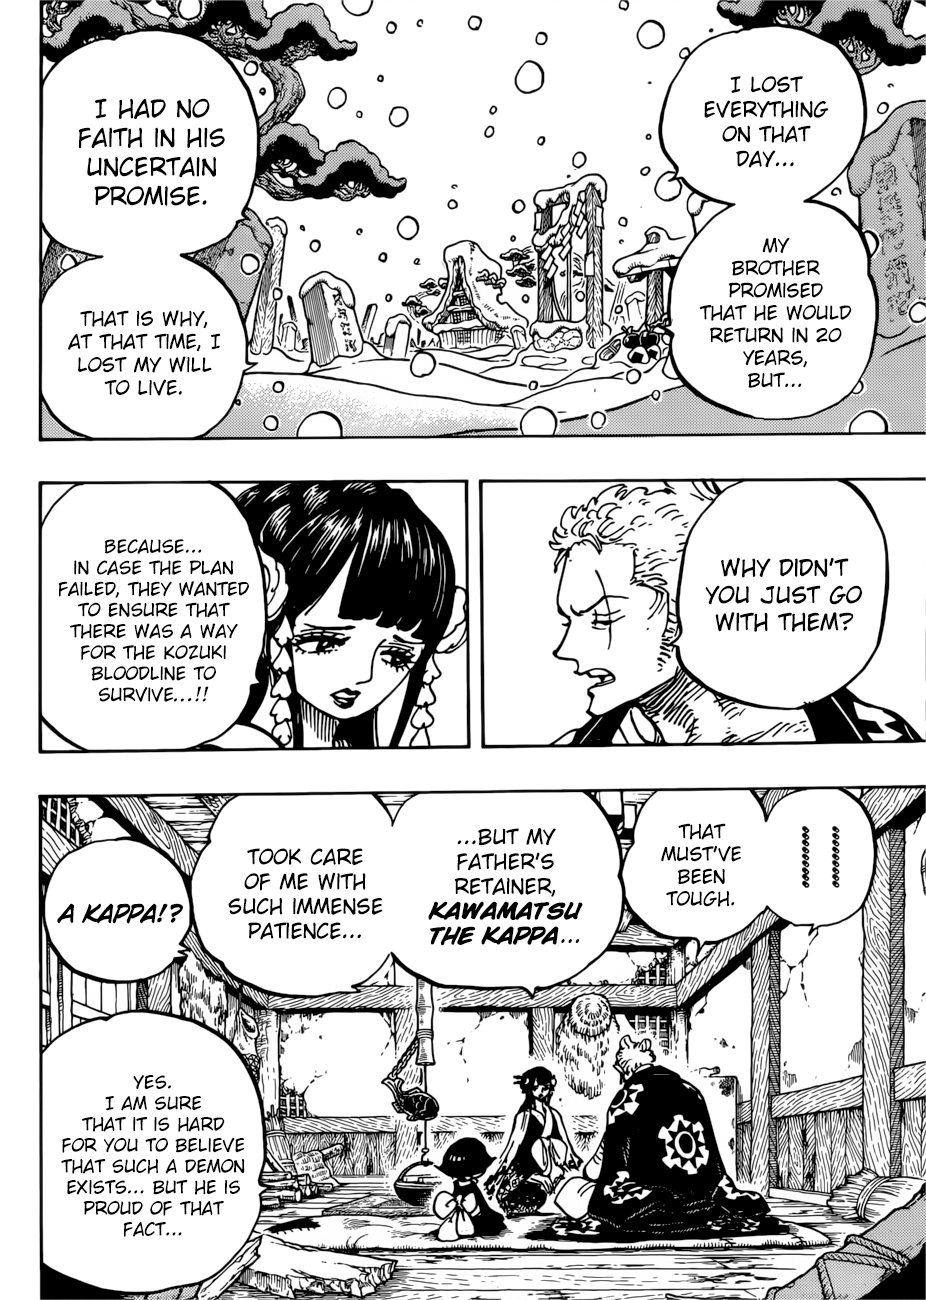 I LOST
EVERYTHING
ON THAT
DAY...
MY
BROTHER
PROMISED
THAT HE WOULD
RETURN IN 20
YEARS,
BUT...
I HAD NO
FAITH IN HIS
UNCERTAIN
PROMISE.
THAT IS WHY,
AT THAT TIME, I
LOST MY WILL
TO LIVE.
WHY DIDN'T
YOU JUST GO
WITH THEM?
BECAUSE...
IN CASE THE PLAN
FAILED, THEY WANTED
TO ENSURE THAT
THERE WAS A WAY
FOR THE KOZUKI
BLOODLINE TO
SURVIVE...!!
THAT
MUST'VE
BEEN
TOUGH.
...BUT MY
FATHER'S
RETAINER,
KAWAMATSU
THE KAPPA...
TOOK CARE
OF ME WITH
SUCH IMMENSE
PATIENCE...
A KAPPA!?
YES.
I AM SURE
THAT IT IS HARD
FOR YOU TO BELIEVE
THAT SUCH A DEMON
EXISTS... BUT HE IS
PROUD OF THAT
FACT...